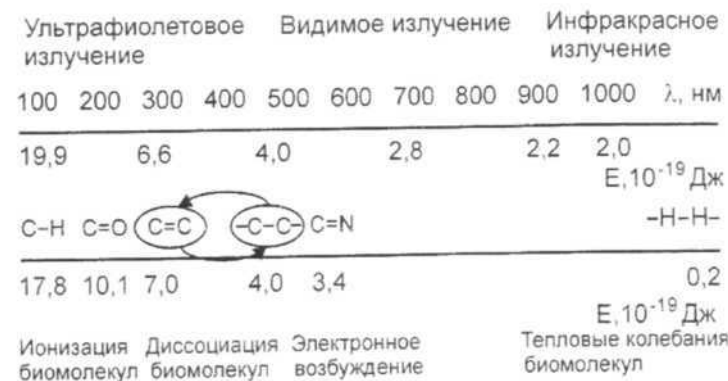 Ультрафиолетовое Видимое излучение Инфракрасное
излучение излучение
100 200 300 400 500 600 700 800 900 1000 λ, нм
19,9 6,6 4,0 2,8 2,2 2,0
E,10⁻¹⁹ Дж
C–H C=O C=C –C–C– C=N –H–H–
17,8 10,1 7,0 4,0 3,4 0,2
E,10⁻¹⁹ Дж
Ионизация Диссоциация Электронное Тепловые колебания
биомолекул биомолекул возбуждение биомолекул